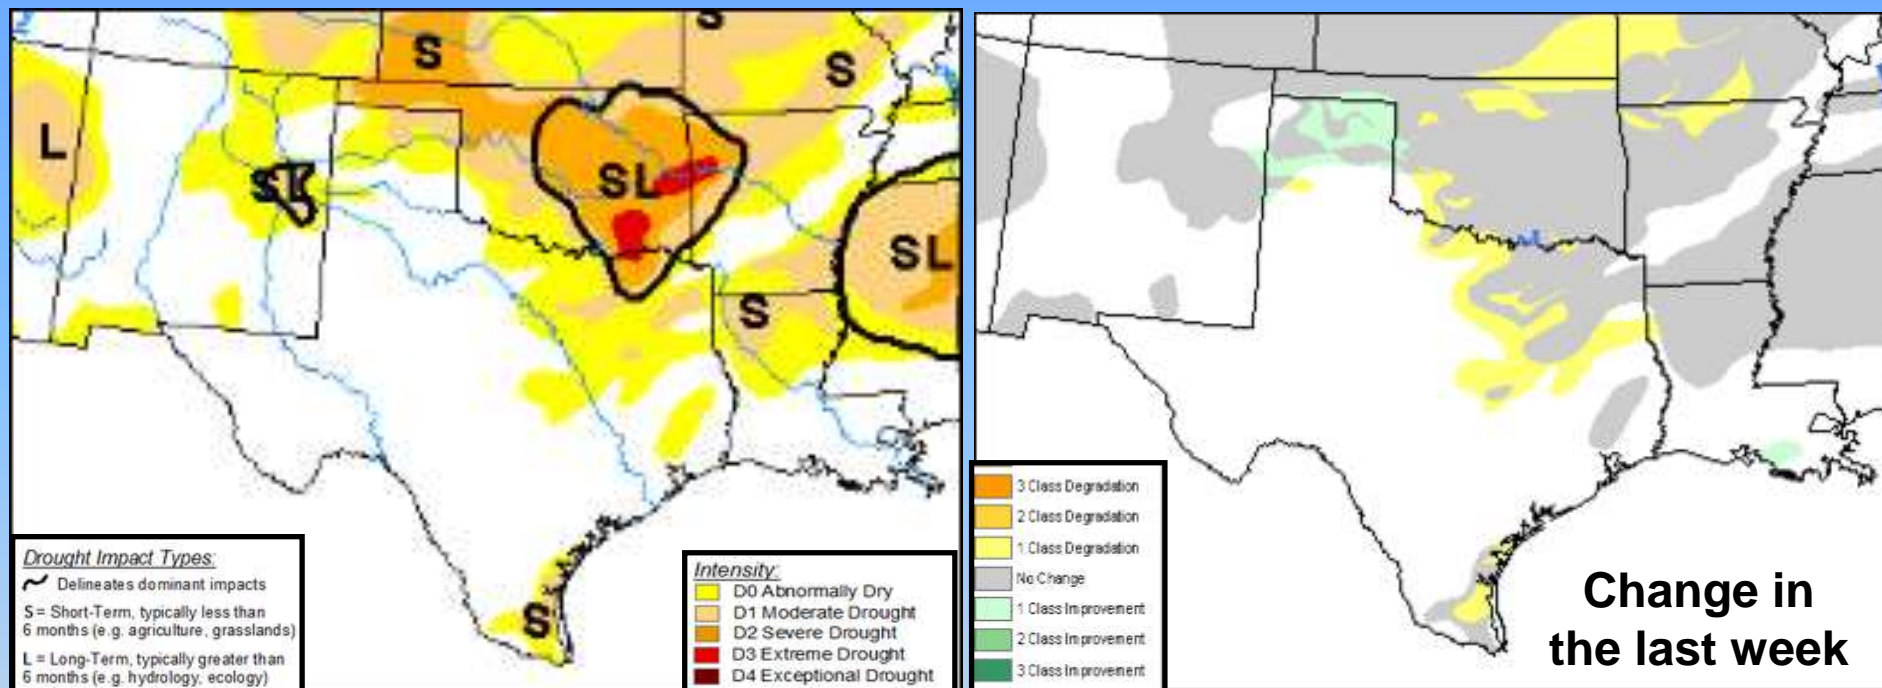 S
S
S
L
SL
SL
SL
S
S
Drought Impact Types:
Delineates dominant impacts
S = Short-Term, typically less than
6 months (e.g. agriculture, grasslands)
L = Long-Term, typically greater than
6 months (e.g. hydrology, ecology)
Intensity:
D0 Abnormally Dry
D1 Moderate Drought
D2 Severe Drought
D3 Extreme Drought
D4 Exceptional Drought
3 Class Degradation
2 Class Degradation
1 Class Degradation
No Change
1 Class Improvement
2 Class Improvement
3 Class Improvement
Change in
the last week